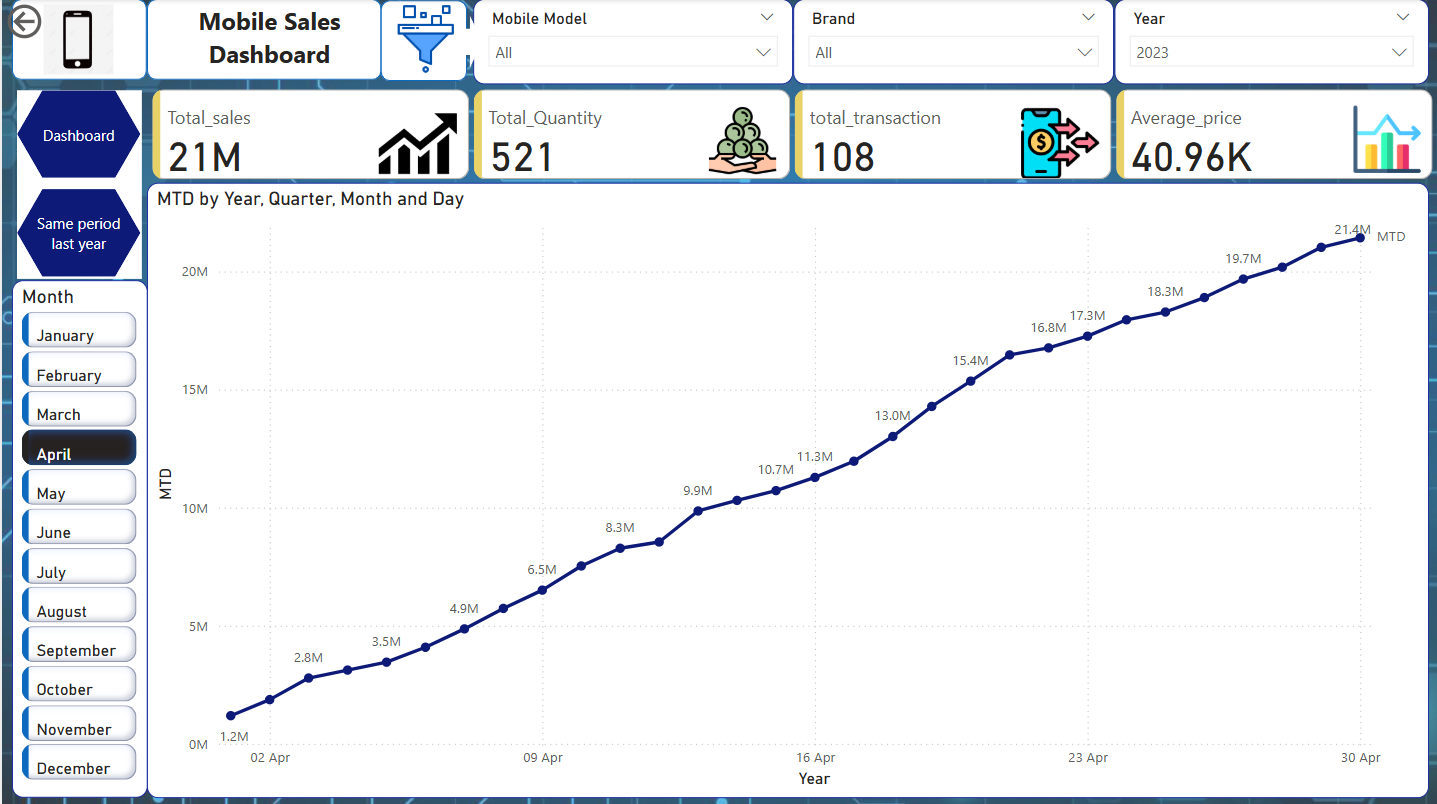 Mobile Sales
Dashboard
Mobile Model
All
Brand
All
Year
2023
Dashboard
Same period
last year
Total_sales
21M
Total_Quantity
521
total_transaction
108
$
Average_price
40.96K
Month
January
February
March
April
May
June
July
August
September
October
November
December
MTD by Year, Quarter, Month and Day
MTD
20M
15M
10M
5M
0M
1.2M
2.8M
3.5M
4.9M
6.5M
8.3M
9.9M
10.7M
11.3M
13.0M
15.4M
16.8M
17.3M
18.3M
19.7M
21.4M
MTD
02 Apr
09 Apr
16 Apr
23 Apr
30 Apr
Year